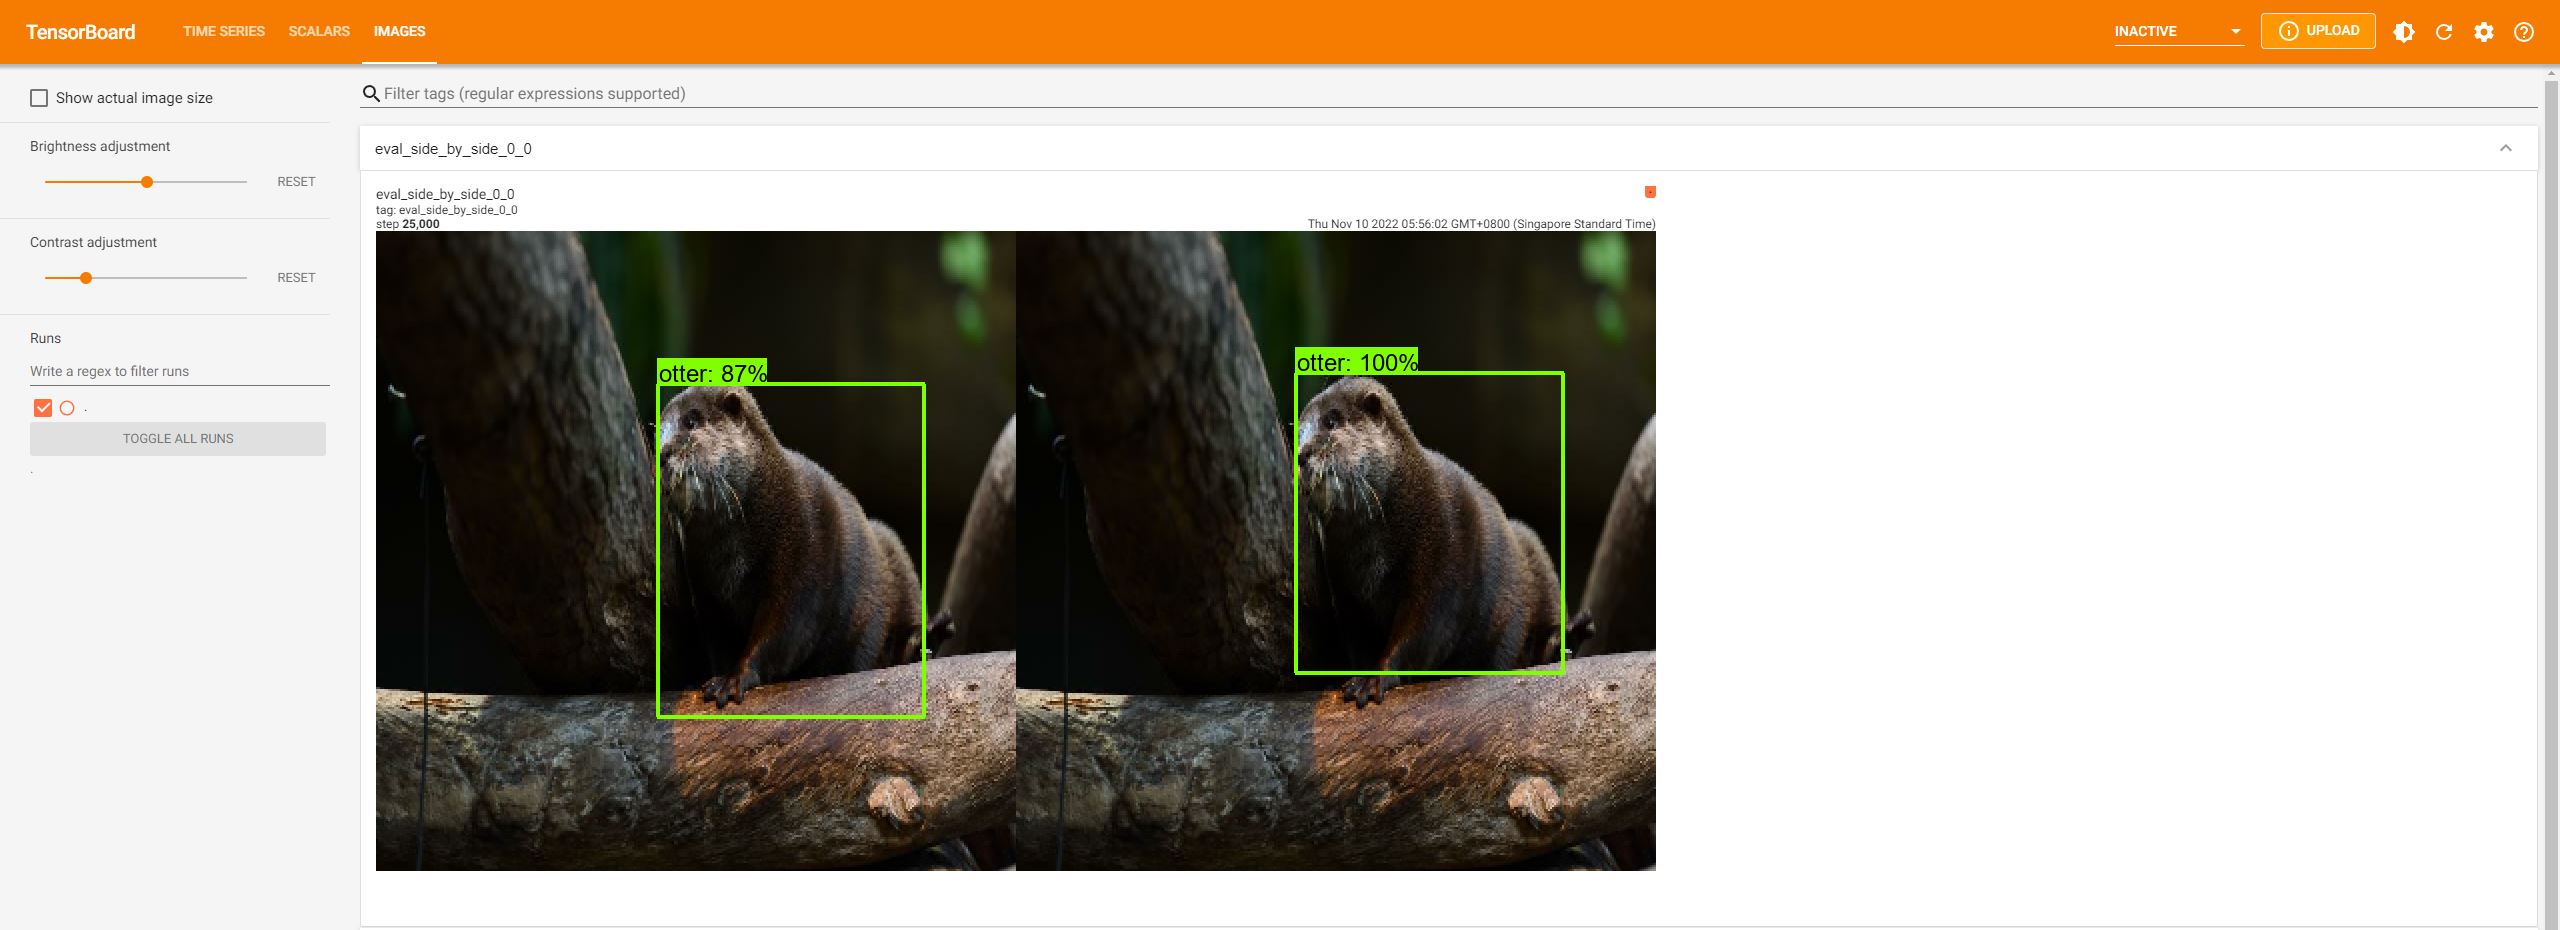 TensorBoard TIME SERIES SCALARS IMAGES INACTIVE UPLOAD
Show actual image size
Filter tags (regular expressions supported)
Brightness adjustment
RESET
Contrast adjustment
RESET
Runs
Write a regex to filter runs
.
TOGGLE ALL RUNS
.
eval_side_by_side_0_0
eval_side_by_side_0_0
tag: eval_side_by_side_0_0
step 25,000 Thu Nov 10 2022 05:56:02 GMT+0800 (Singapore Standard Time)
otter: 87%
otter: 100%